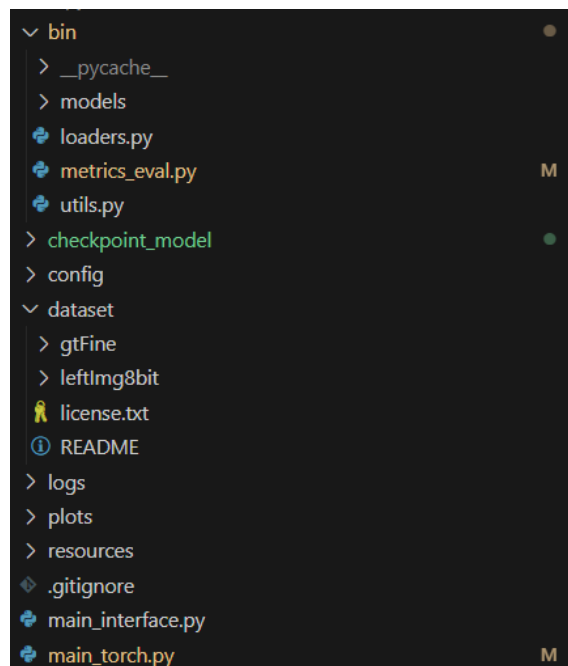 bin
__pycache__
models
loaders.py
metrics_eval.py M
utils.py
checkpoint_model
config
dataset
gtFine
leftImg8bit
license.txt
README
logs
plots
resources
.gitignore
main_interface.py
main_torch.py M